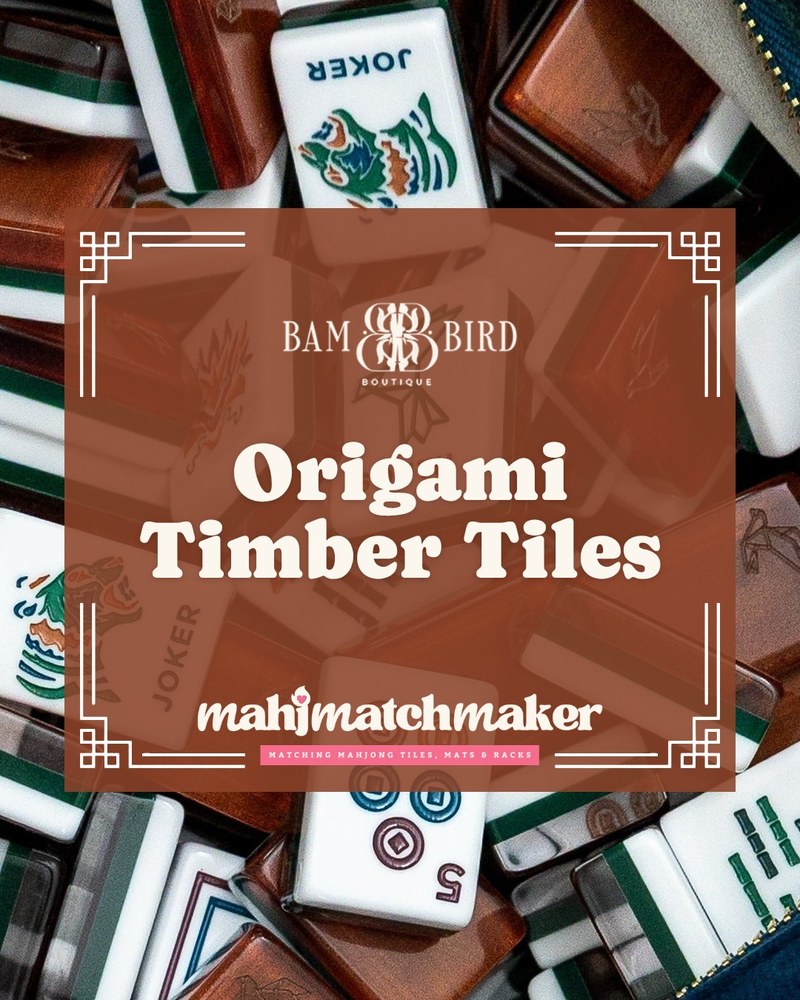 JOKER
BAM BIRD
BOUTIQUE
Origami
Timber Tiles
JOKER
mahjmatchmaker
MATCHING MAHJONG TILES, MATS & RACKS
5